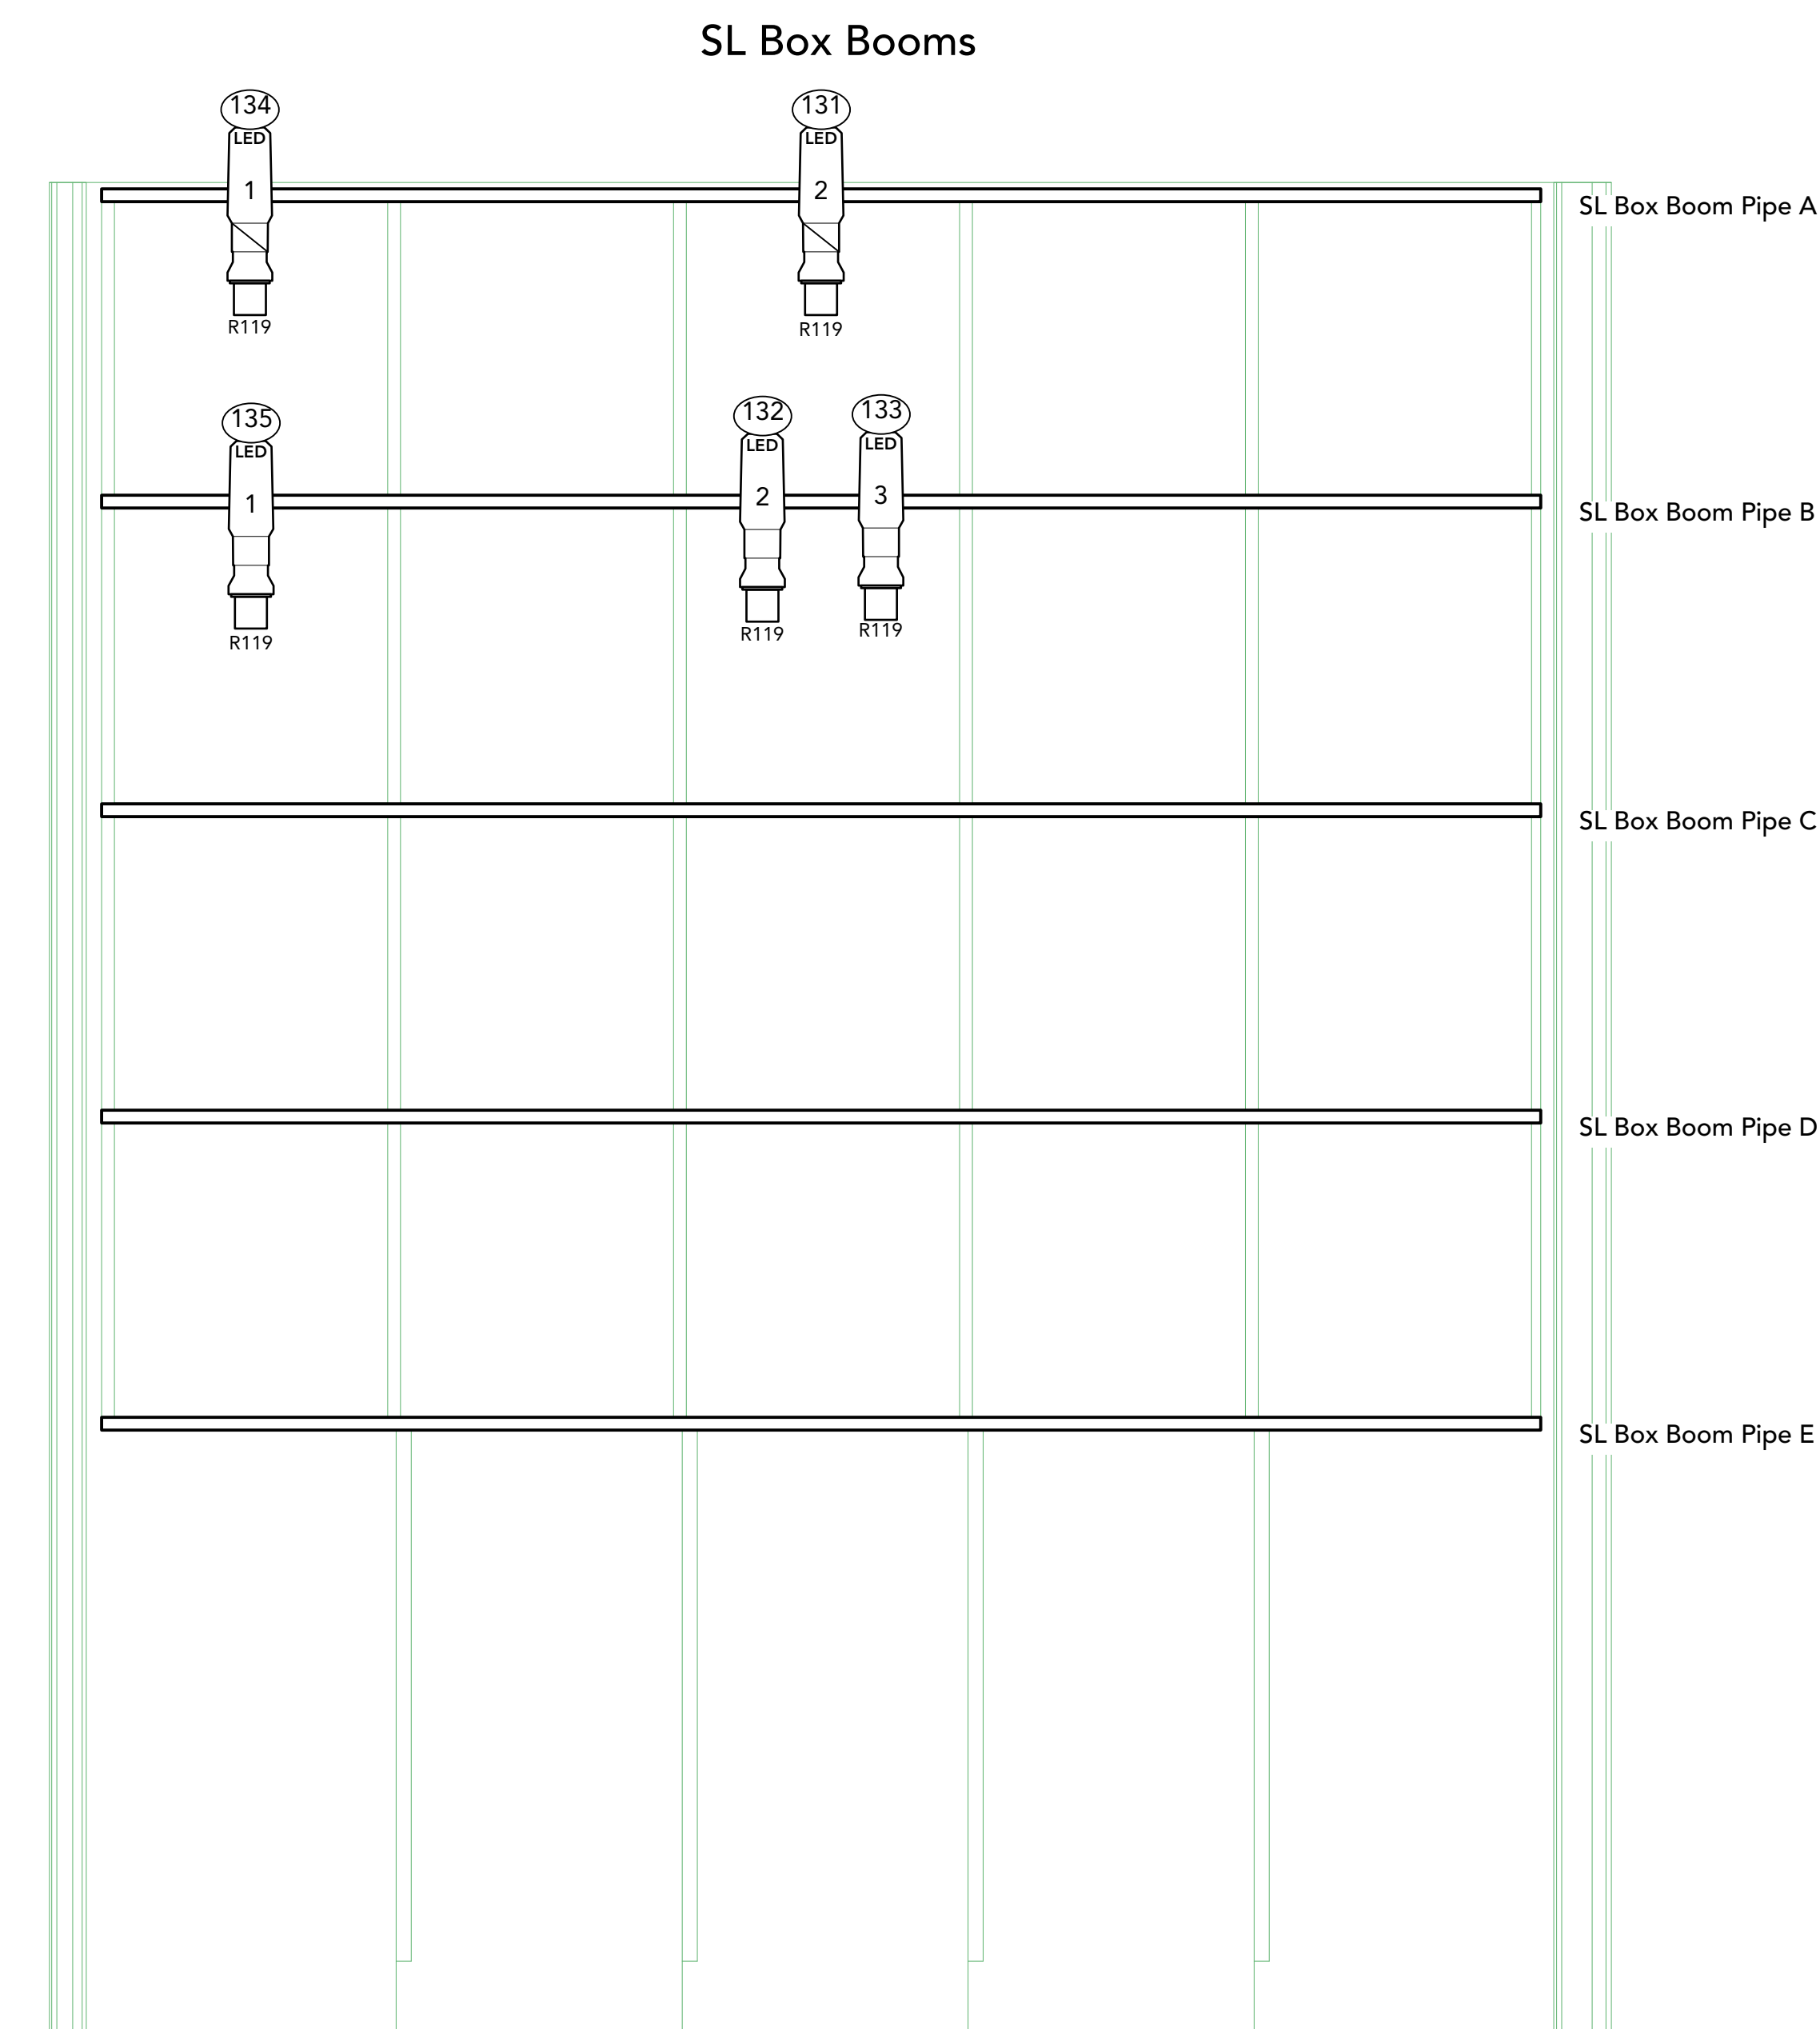 SL Box Booms
134 131
LED LED
1 2
SL Box Boom Pipe A
R119 R119
135 132 133
LED LED LED
1 2 3
SL Box Boom Pipe B
R119 R119 R119
SL Box Boom Pipe C
SL Box Boom Pipe D
SL Box Boom Pipe E